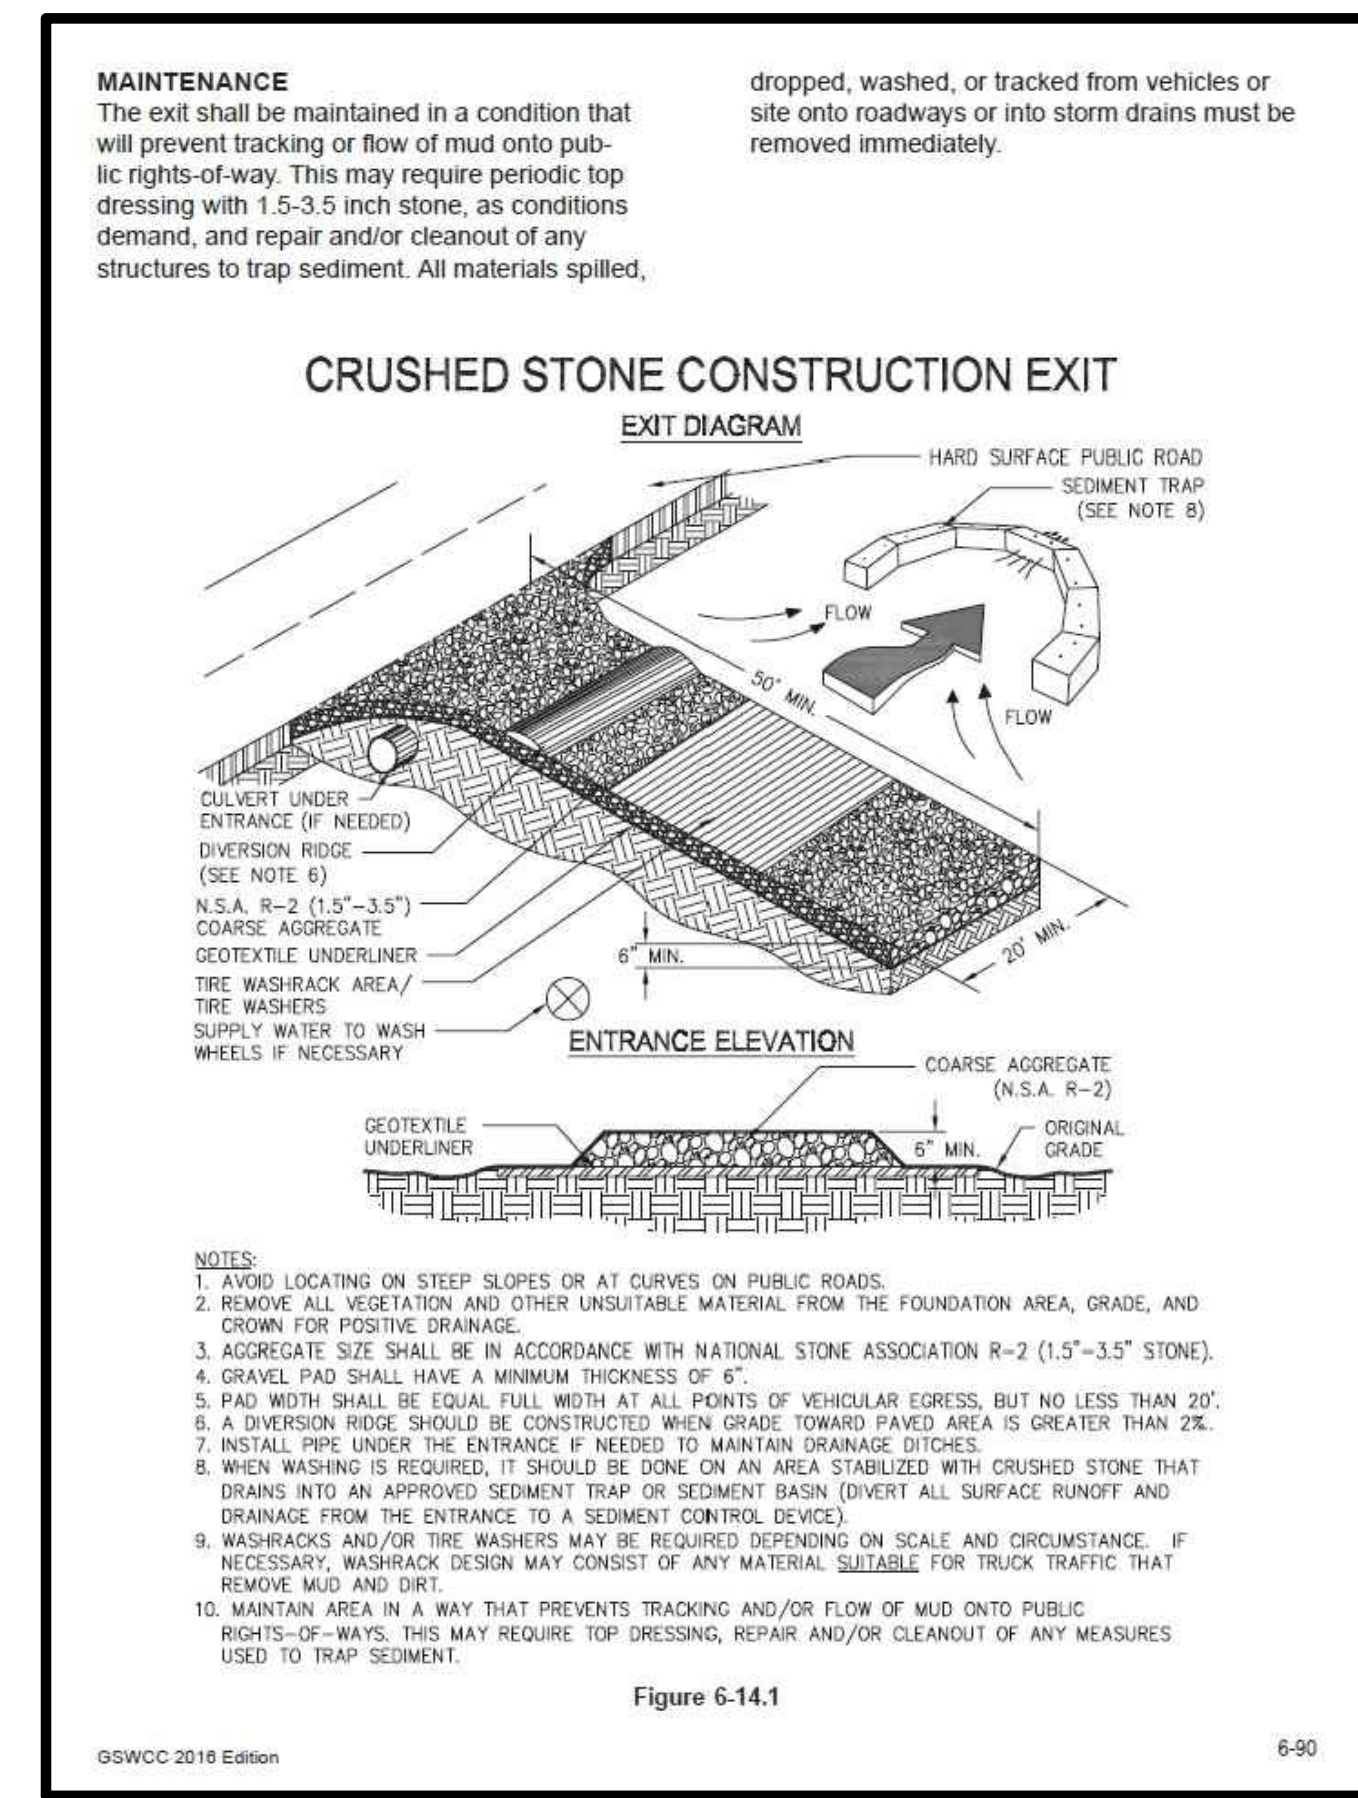 MAINTENANCE
The exit shall be maintained in a condition that
will prevent tracking or flow of mud onto pub-
lic rights-of-way. This may require periodic top
dressing with 1.5-3.5 inch stone, as conditions
demand, and repair and/or cleanout of any
structures to trap sediment. All materials spilled,
dropped, washed, or tracked from vehicles or
site onto roadways or into storm drains must be
removed immediately.
CRUSHED STONE CONSTRUCTION EXIT
EXIT DIAGRAM
HARD SURFACE PUBLIC ROAD
SEDIMENT TRAP
(SEE NOTE 8)
FLOW
50' MIN.
FLOW
CULVERT UNDER
ENTRANCE (IF NEEDED)
DIVERSION RIDGE
(SEE NOTE 6)
N.S.A. R-2 (1.5"-3.5")
COARSE AGGREGATE
GEOTEXTILE UNDERLINER
TIRE WASHRACK AREA/
TIRE WASHERS
SUPPLY WATER TO WASH
WHEELS IF NECESSARY
6" MIN.
20' MIN.
ENTRANCE ELEVATION
COARSE AGGREGATE
(N.S.A. R-2)
GEOTEXTILE
UNDERLINER
6" MIN.
ORIGINAL
GRADE
NOTES:
1. AVOID LOCATING ON STEEP SLOPES OR AT CURVES ON PUBLIC ROADS.
2. REMOVE ALL VEGETATION AND OTHER UNSUITABLE MATERIAL FROM THE FOUNDATION AREA, GRADE, AND
CROWN FOR POSITIVE DRAINAGE.
3. AGGREGATE SIZE SHALL BE IN ACCORDANCE WITH NATIONAL STONE ASSOCIATION R-2 (1.5"-3.5" STONE).
4. GRAVEL PAD SHALL HAVE A MINIMUM THICKNESS OF 6".
5. PAD WIDTH SHALL BE EQUAL FULL WIDTH AT ALL POINTS OF VEHICULAR EGRESS, BUT NO LESS THAN 20'.
6. A DIVERSION RIDGE SHOULD BE CONSTRUCTED WHEN GRADE TOWARD PAVED AREA IS GREATER THAN 2%.
7. INSTALL PIPE UNDER THE ENTRANCE IF NEEDED TO MAINTAIN DRAINAGE DITCHES.
8. WHEN WASHING IS REQUIRED, IT SHOULD BE DONE ON AN AREA STABILIZED WITH CRUSHED STONE THAT
DRAINS INTO AN APPROVED SEDIMENT TRAP OR SEDIMENT BASIN (DIVERT ALL SURFACE RUNOFF AND
DRAINAGE FROM THE ENTRANCE TO A SEDIMENT CONTROL DEVICE).
9. WASHRACKS AND/OR TIRE WASHERS MAY BE REQUIRED DEPENDING ON SCALE AND CIRCUMSTANCE. IF
NECESSARY, WASHRACK DESIGN MAY CONSIST OF ANY MATERIAL SUITABLE FOR TRUCK TRAFFIC THAT
REMOVE MUD AND DIRT.
10. MAINTAIN AREA IN A WAY THAT PREVENTS TRACKING AND/OR FLOW OF MUD ONTO PUBLIC
RIGHTS-OF-WAYS. THIS MAY REQUIRE TOP DRESSING, REPAIR AND/OR CLEANOUT OF ANY MEASURES
USED TO TRAP SEDIMENT.
Figure 6-14.1
GSWCC 2016 Edition
6-90